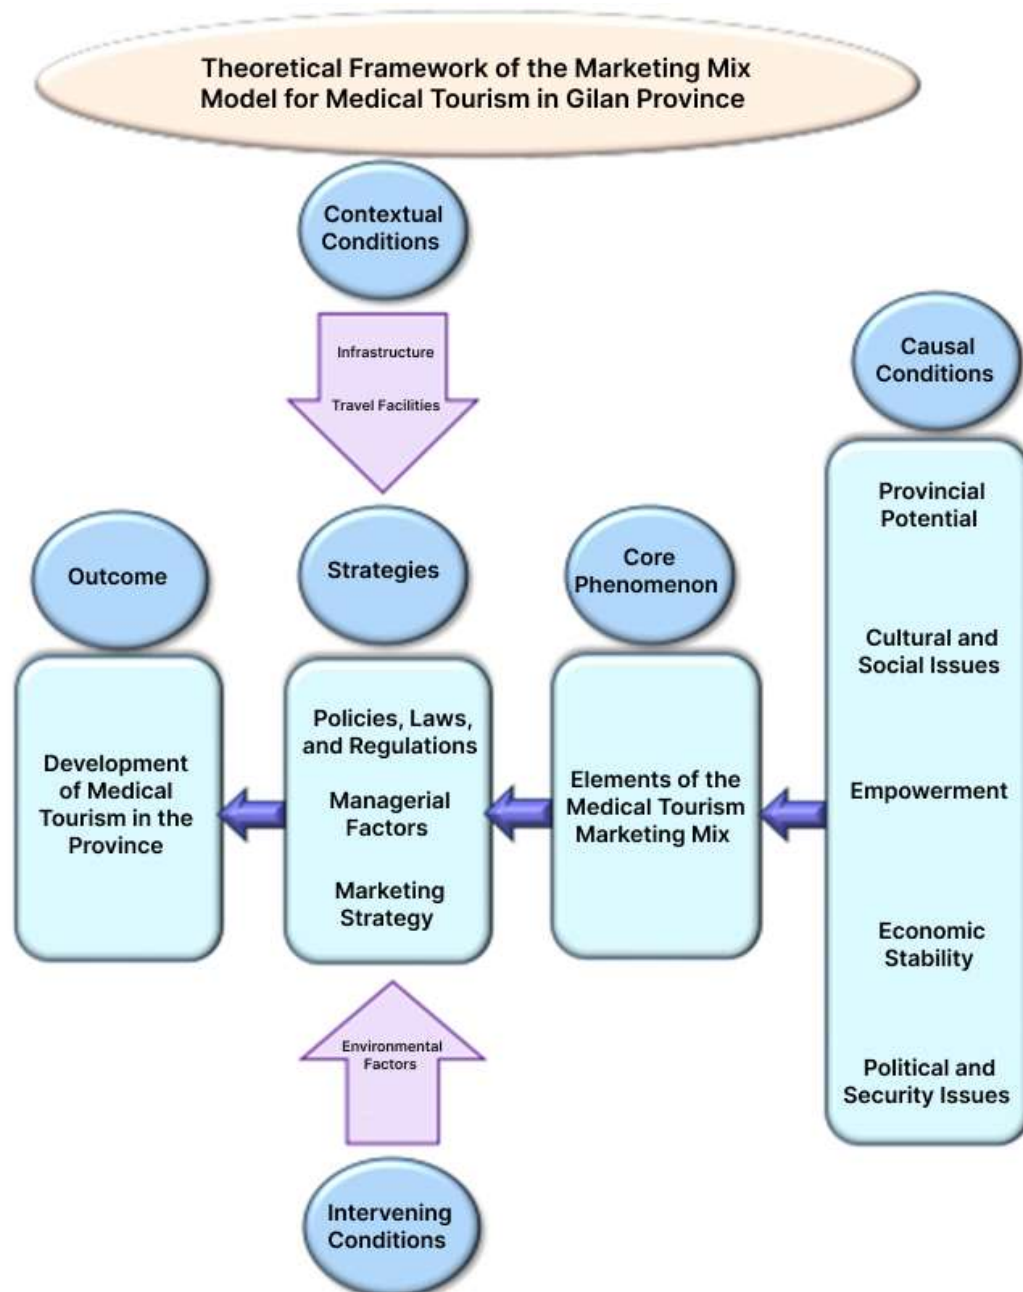 Theoretical Framework of the Marketing Mix
Model for Medical Tourism in Gilan Province
Contextual
Conditions
Infrastructure
Travel Facilities
Causal
Conditions
Provincial
Potential
Cultural and
Social Issues
Empowerment
Economic
Stability
Political and
Security Issues
Core
Phenomenon
Elements of the
Medical Tourism
Marketing Mix
Strategies
Policies, Laws,
and Regulations
Managerial
Factors
Marketing
Strategy
Outcome
Development
of Medical
Tourism in the
Province
Environmental
Factors
Intervening
Conditions